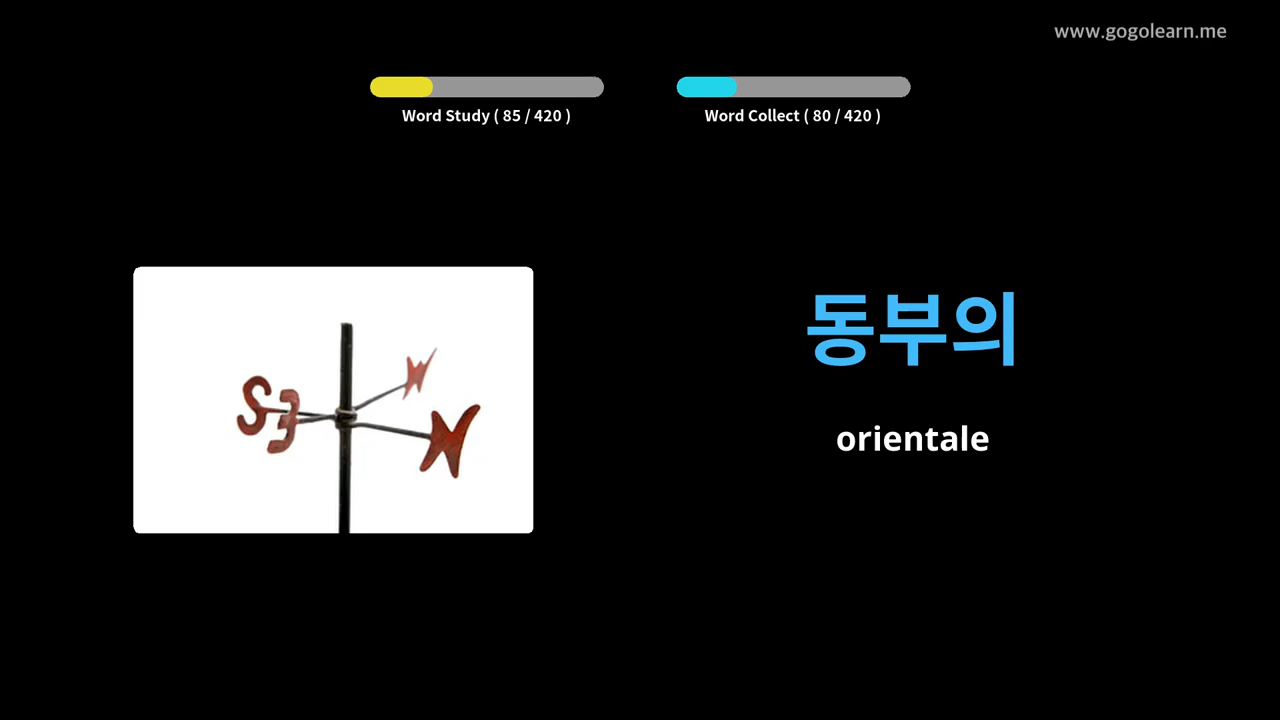 www.gogolearn.me
Word Study ( 85 / 420 )
Word Collect ( 80 / 420 )
동부의
orientale
S
E
W
N